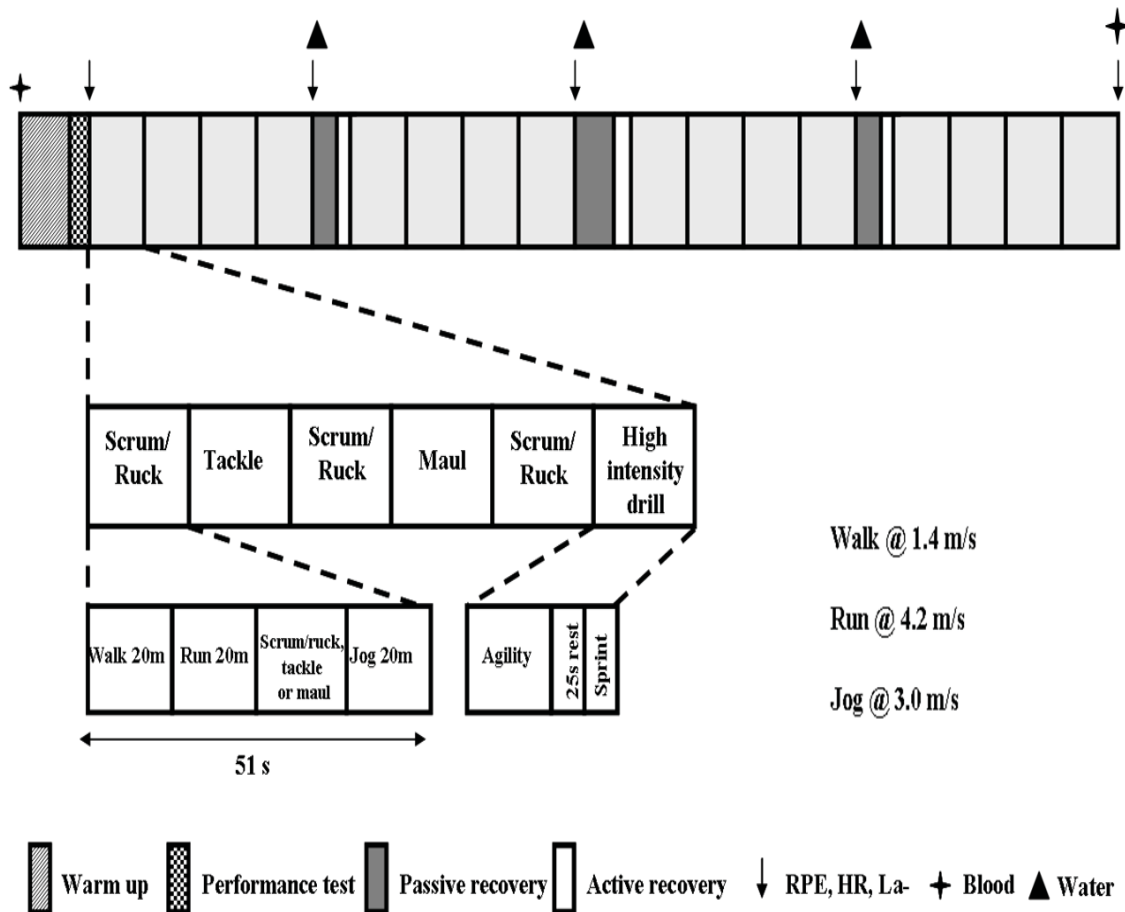 Scrum/
Ruck
Tackle
Scrum/
Ruck
Maul
Scrum/
Ruck
High
intensity
drill
Walk @ 1.4 m/s
Run @ 4.2 m/s
Jog @ 3.0 m/s
Walk 20m
Run 20m
Scrum/ruck,
tackle
or maul
Jog 20m
Agility
25s rest
Sprint
51 s
Warm up
Performance test
Passive recovery
Active recovery
RPE, HR, La-
Blood
Water